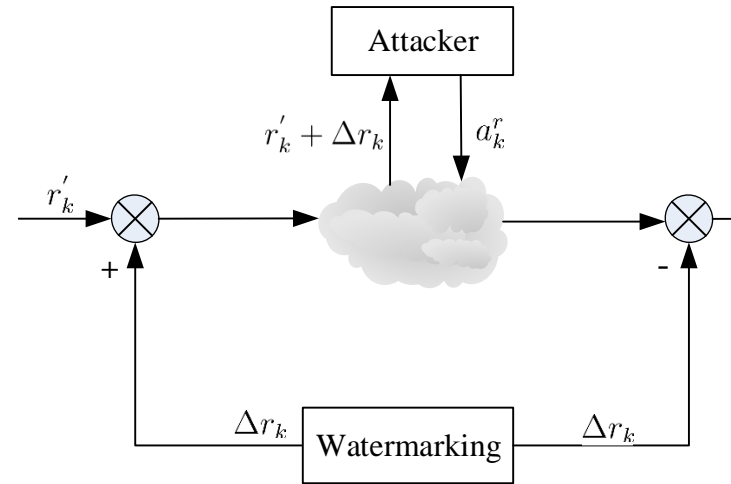 Attacker
r'_k + Δr_k
a^r_k
r'_k
+
-
Δr_k
Δr_k
Watermarking